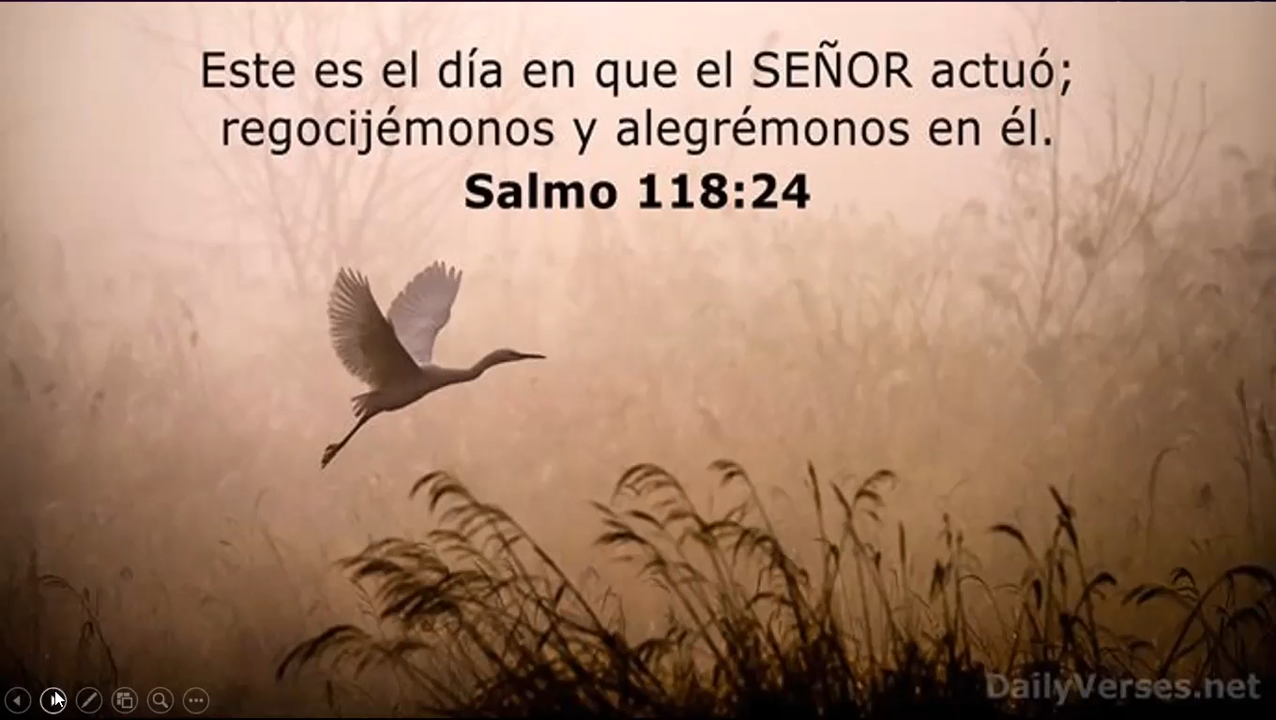 Este es el día en que el SEÑOR actuó;
regocijémonos y alegrémonos en él.
Salmo 118:24
DailyVerses.net